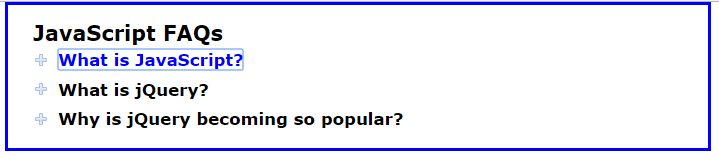 JavaScript FAQs
What is JavaScript?
What is jQuery?
Why is jQuery becoming so popular?